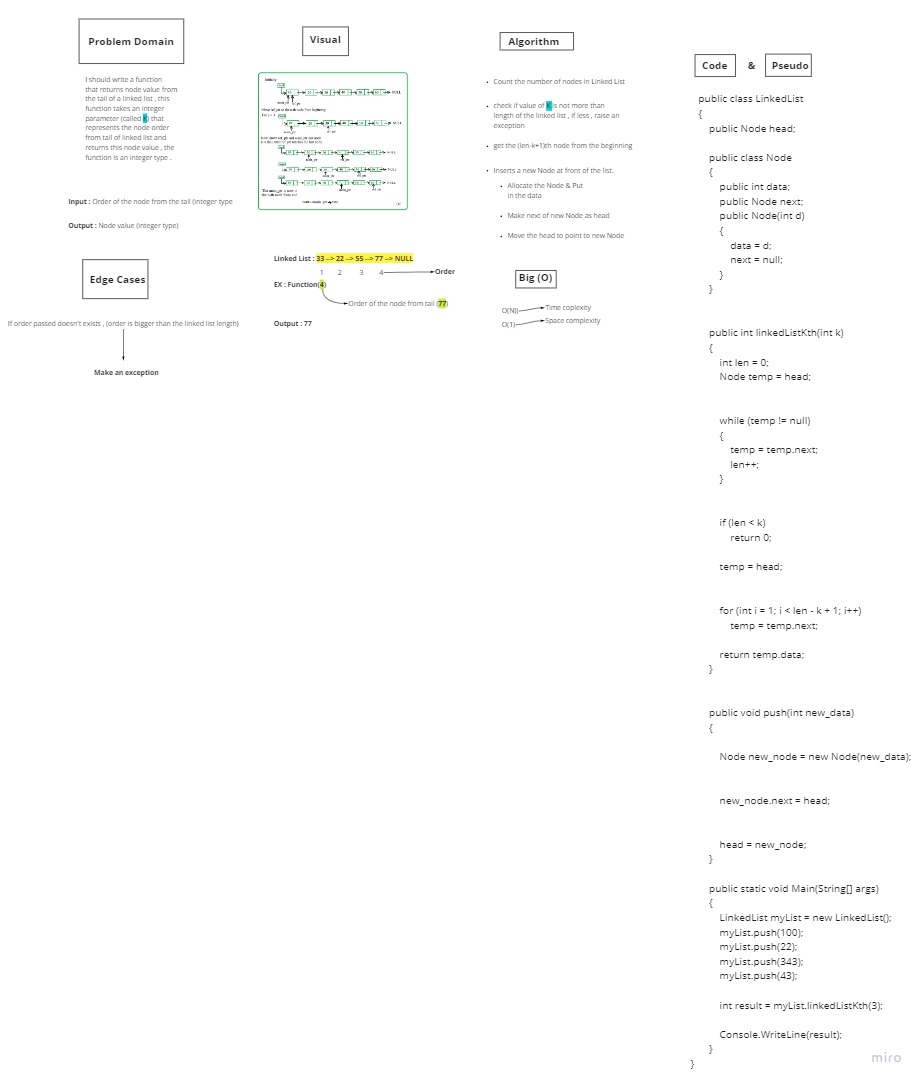 Problem Domain
I should write a function
that returns node value from
the tail of a linked list , this
function takes an integer
parameter (called K) that
represents the node order
from tail of linked list and
returns this node value , the
function is an integer type .
Input : Order of the node from the tail (integer type
Output : Node value (integer type)
Edge Cases
If order passed doesn't exists , (order is bigger than the linked list length)
Make an exception
Visual
Initially
NULL
NULL
NULL
NULL
Linked List : 33 --> 22 --> 55 --> 77 --> NULL
1 2 3 4 Order
EX : Function(4)
Order of the node from tail (77)
Output : 77
Algorithm
• Count the number of nodes in Linked List
• check if value of K is not more than
length of the linked list , if less , raise an
exception
• get the (len-k+1)th node from the beginning
• Inserts a new Node at front of the list.
• Allocate the Node & Put
in the data
• Make next of new Node as head
• Move the head to point to new Node
Big (O)
O(N)) Time coplexity
O(1) Space complexity
Code & Pseudo
public class LinkedList
{
public Node head;
public class Node
{
public int data;
public Node next;
public Node(int d)
{
data = d;
next = null;
}
}
public int linkedListKth(int k)
{
int len = 0;
Node temp = head;
while (temp != null)
{
temp = temp.next;
len++;
}
if (len < k)
return 0;
temp = head;
for (int i = 1; i < len - k + 1; i++)
temp = temp.next;
return temp.data;
}
public void push(int new_data)
{
Node new_node = new Node(new_data);
new_node.next = head;
head = new_node;
}
public static void Main(String[] args)
{
LinkedList myList = new LinkedList();
myList.push(100);
myList.push(22);
myList.push(343);
myList.push(43);
int result = myList.linkedListKth(3);
Console.WriteLine(result);
}
}
miro